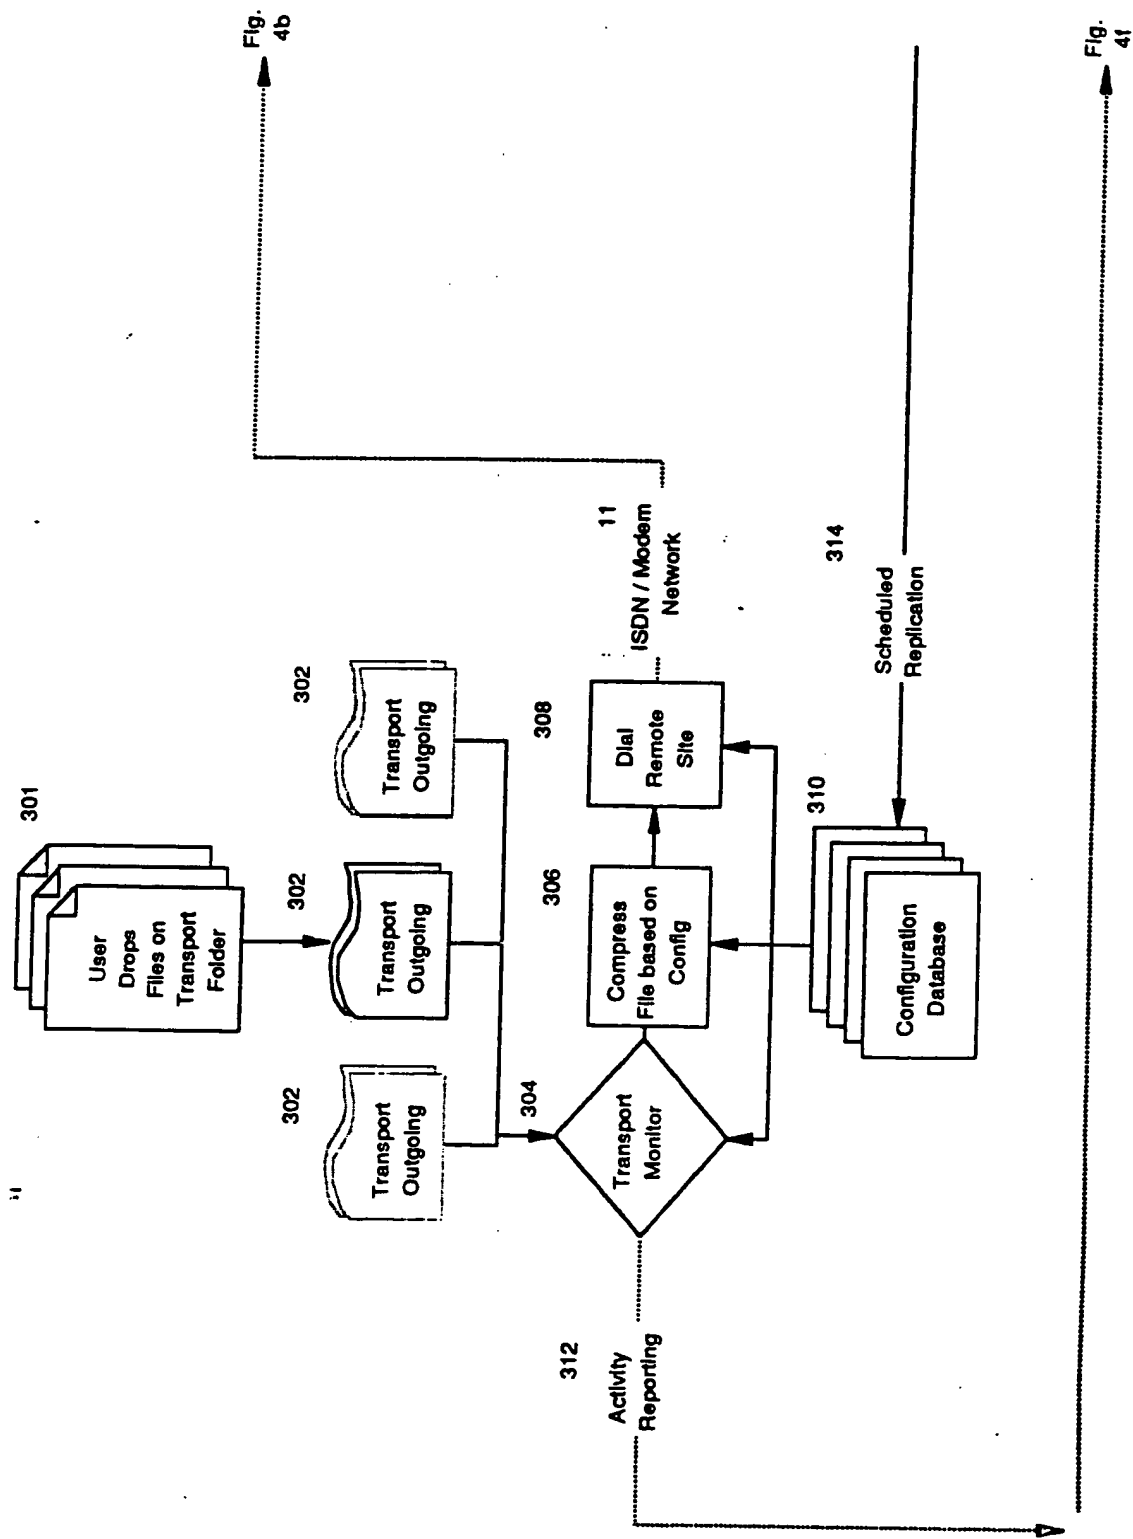 301
User
Drops
Files on
Transport
Folder
Fig.
4b
302
Transport
Outgoing
302
Transport
Outgoing
302
Transport
Outgoing
312
Activity
Reporting
304
Transport
Monitor
306
Compress
File based on
Config
308
Dial
Remote
Site
11
ISDN / Modem
Network
310
Configuration
Database
314
Scheduled
Replication
Fig.
4f